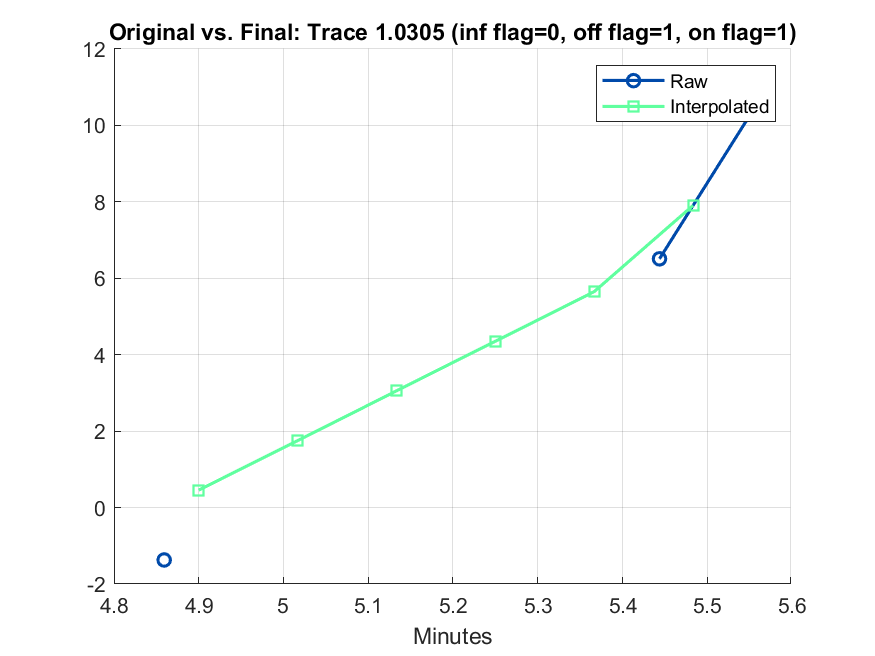 Original vs. Final: Trace 1.0305 (inf flag=0, off flag=1, on flag=1)
12
10
8
6
4
2
0
-2
Raw
Interpolated
4.8 4.9 5 5.1 5.2 5.3 5.4 5.5 5.6
Minutes